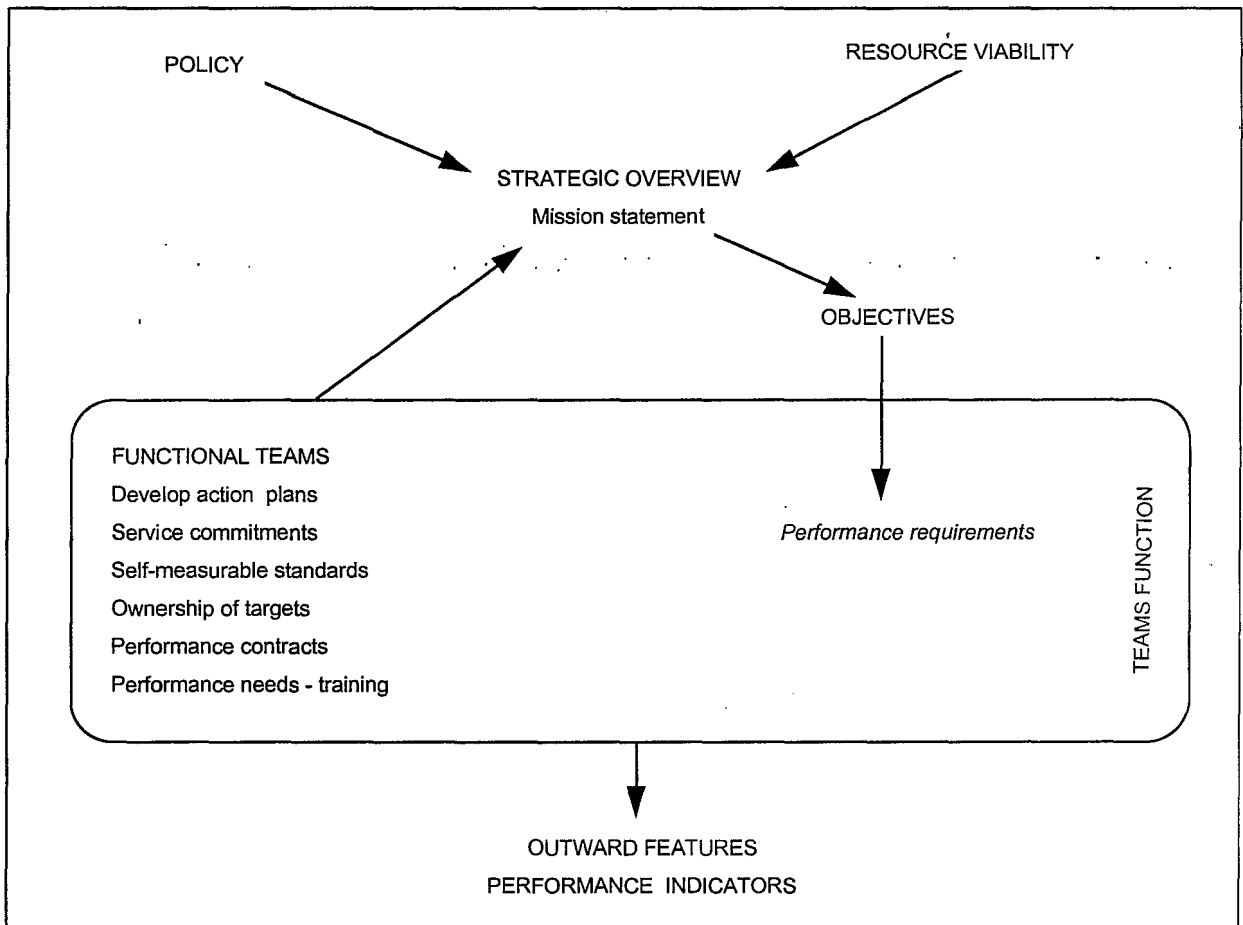 POLICY
RESOURCE VIABILITY
STRATEGIC OVERVIEW
Mission statement
OBJECTIVES
FUNCTIONAL TEAMS
Develop action plans
Service commitments
Self-measurable standards
Ownership of targets
Performance contracts
Performance needs - training
Performance requirements
TEAMS FUNCTION
OUTWARD FEATURES
PERFORMANCE INDICATORS